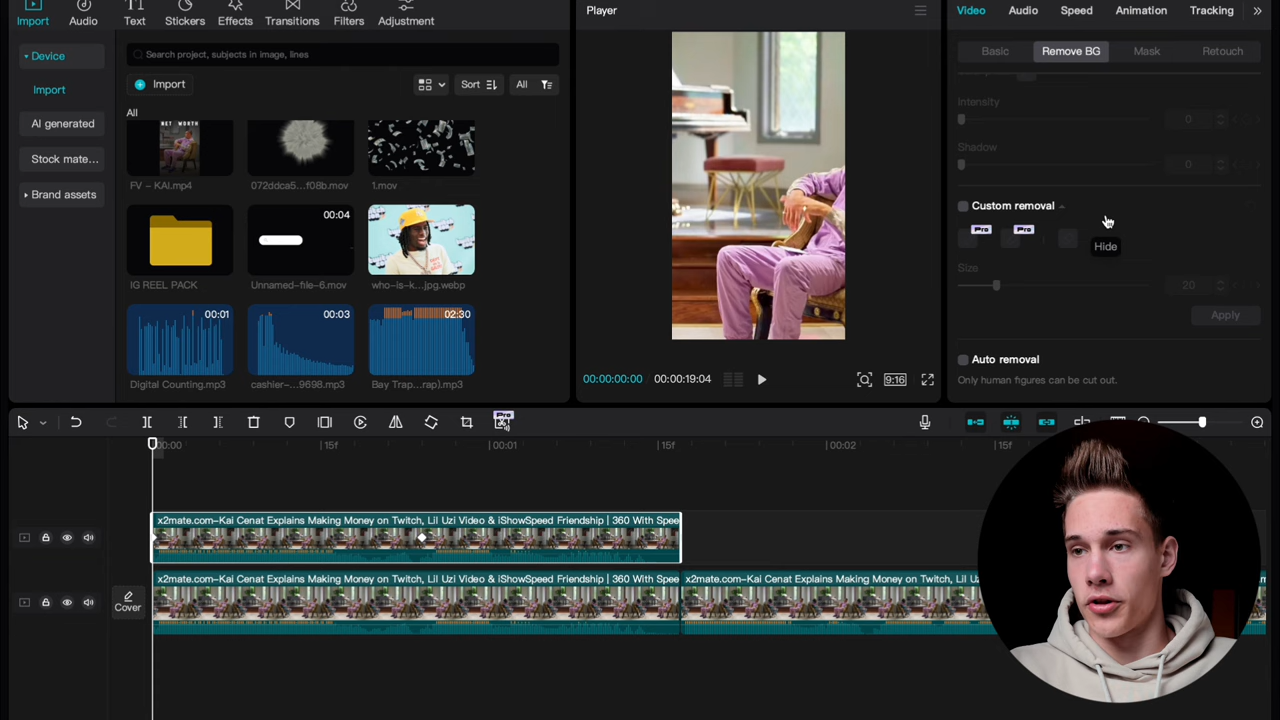 Import Audio Text Stickers Effects Transitions Filters Adjustment
Device
Import
AI generated
Stock mate...
Brand assets
Search project, subjects in image, lines
Import
Sort
All
All
NET WORTH
FV - KAI.mp4
072ddca5...f08b.mov
1.mov
IG REEL PACK
00:04
Unnamed-file-6.mov
who-is-k...jpg.webp
00:01
Digital Counting.mp3
00:03
cashier-...9698.mp3
02:30
Bay Trap...rap).mp3
Player
00:00:00:00
00:00:19:04
9:16
Video Audio Speed Animation Tracking
Basic Remove BG Mask Retouch
Intensity
0
Shadow
0
Custom removal
Pro
Pro
Hide
Size
20
Apply
Auto removal
Only human figures can be cut out.
Pro
00:00 15f 00:01 15f 00:02 15f
x2mate.com-Kai Cenat Explains Making Money on Twitch, Lil Uzi Video & iShowSpeed Friendship | 360 With Spee
Cover
x2mate.com-Kai Cenat Explains Making Money on Twitch, Lil Uzi Video & iShowSpeed Friendship | 360 With Spee
x2mate.com-Kai Cenat Explains Making Money on Twitch, Lil U